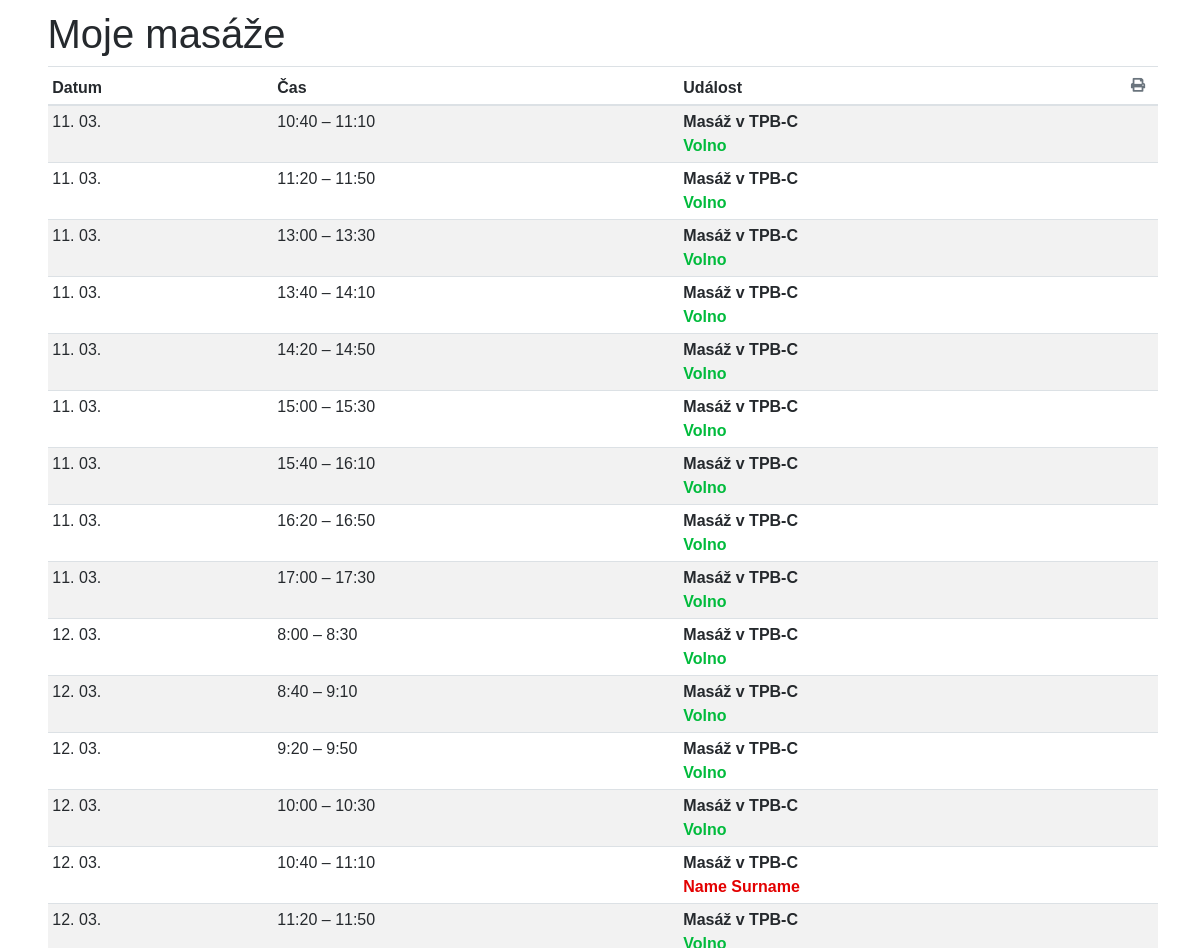 Moje masáže
Datum Čas Událost
11. 03. 10:40 – 11:10 Masáž v TPB-C
Volno
11. 03. 11:20 – 11:50 Masáž v TPB-C
Volno
11. 03. 13:00 – 13:30 Masáž v TPB-C
Volno
11. 03. 13:40 – 14:10 Masáž v TPB-C
Volno
11. 03. 14:20 – 14:50 Masáž v TPB-C
Volno
11. 03. 15:00 – 15:30 Masáž v TPB-C
Volno
11. 03. 15:40 – 16:10 Masáž v TPB-C
Volno
11. 03. 16:20 – 16:50 Masáž v TPB-C
Volno
11. 03. 17:00 – 17:30 Masáž v TPB-C
Volno
12. 03. 8:00 – 8:30 Masáž v TPB-C
Volno
12. 03. 8:40 – 9:10 Masáž v TPB-C
Volno
12. 03. 9:20 – 9:50 Masáž v TPB-C
Volno
12. 03. 10:00 – 10:30 Masáž v TPB-C
Volno
12. 03. 10:40 – 11:10 Masáž v TPB-C
Name Surname
12. 03. 11:20 – 11:50 Masáž v TPB-C
Volno